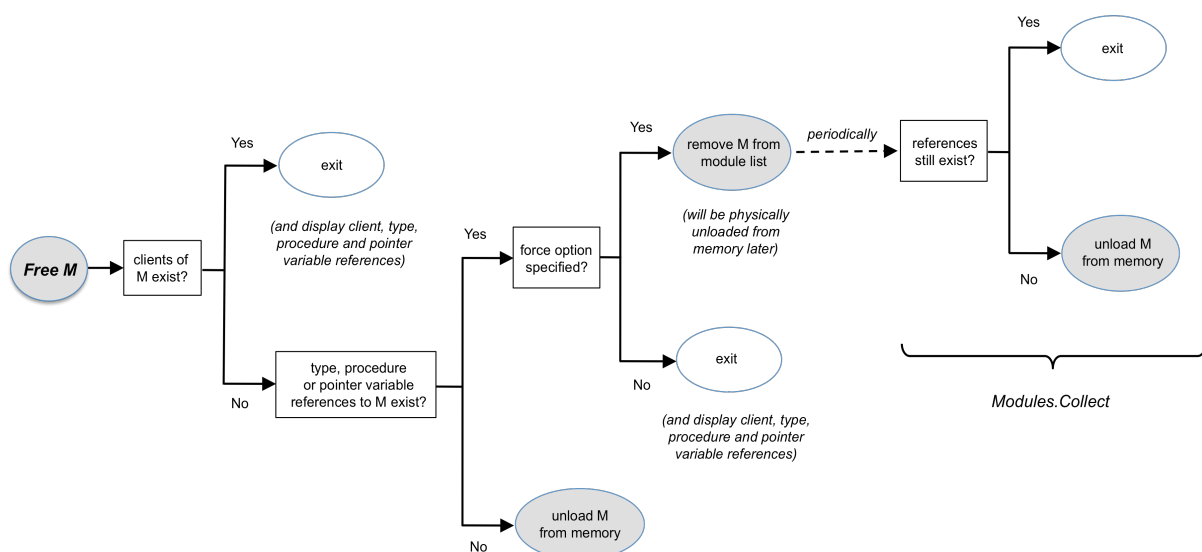 Free M
clients of
M exist?
Yes
exit
(and display client, type,
procedure and pointer
variable references)
No
type, procedure
or pointer variable
references to M exist?
Yes
force option
specified?
No
unload M
from memory
Yes
remove M from
module list
(will be physically
unloaded from
memory later)
No
exit
(and display client, type,
procedure and pointer
variable references)
periodically
references
still exist?
Yes
exit
No
unload M
from memory
Modules.Collect